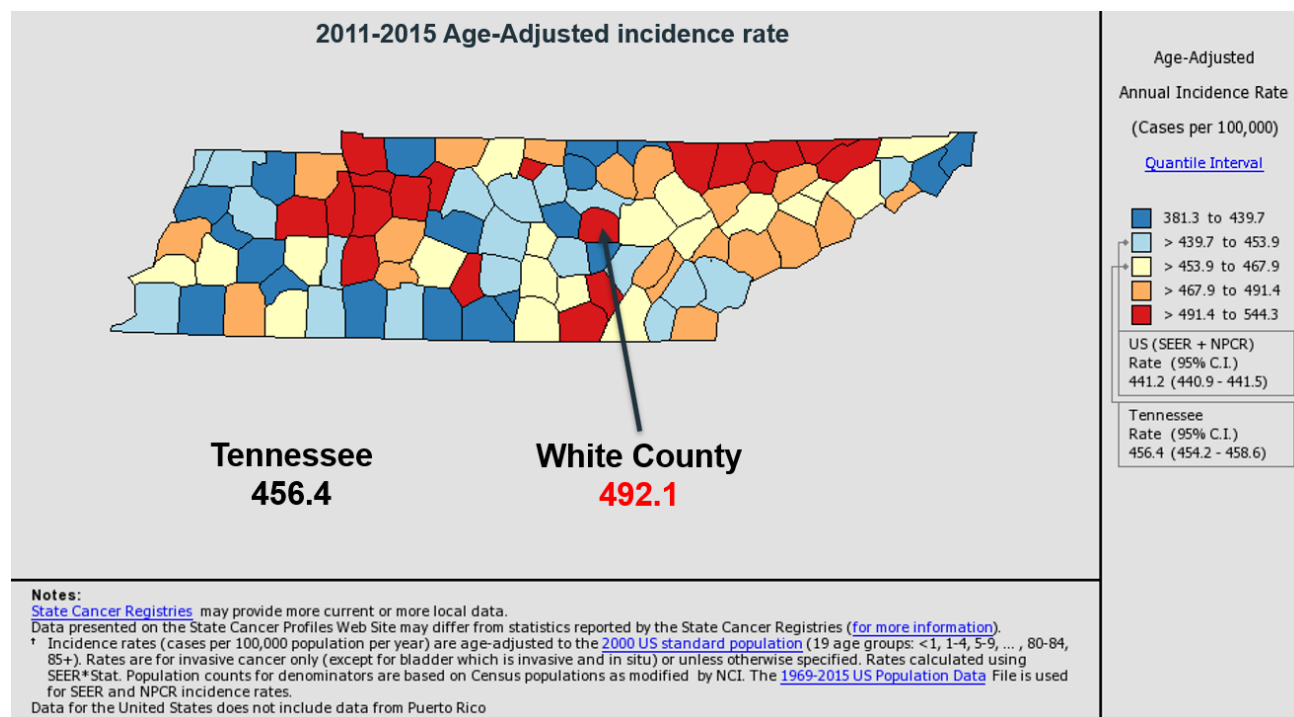 2011-2015 Age-Adjusted incidence rate
Tennessee
456.4
White County
492.1
Age-Adjusted
Annual Incidence Rate
(Cases per 100,000)
Quantile Interval
381.3 to 439.7
> 439.7 to 453.9
> 453.9 to 467.9
> 467.9 to 491.4
> 491.4 to 544.3
US (SEER + NPCR)
Rate (95% C.I.)
441.2 (440.9 - 441.5)
Tennessee
Rate (95% C.I.)
456.4 (454.2 - 458.6)
Notes:
State Cancer Registries may provide more current or more local data.
Data presented on the State Cancer Profiles Web Site may differ from statistics reported by the State Cancer Registries (for more information).
† Incidence rates (cases per 100,000 population per year) are age-adjusted to the 2000 US standard population (19 age groups: <1, 1-4, 5-9, ... , 80-84,
85+). Rates are for invasive cancer only (except for bladder which is invasive and in situ) or unless otherwise specified. Rates calculated using
SEER*Stat. Population counts for denominators are based on Census populations as modified by NCI. The 1969-2015 US Population Data File is used
for SEER and NPCR incidence rates.
Data for the United States does not include data from Puerto Rico